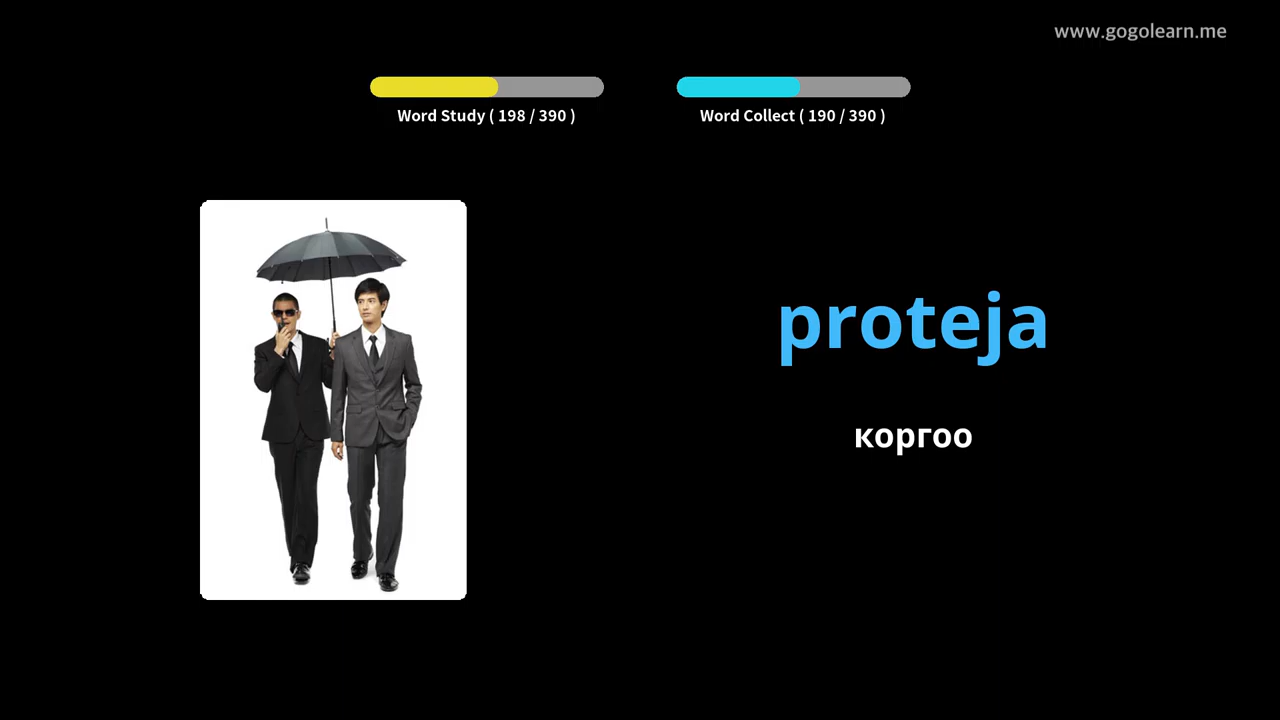 www.gogolearn.me
Word Study ( 198 / 390 )
Word Collect ( 190 / 390 )
proteja
коргоо